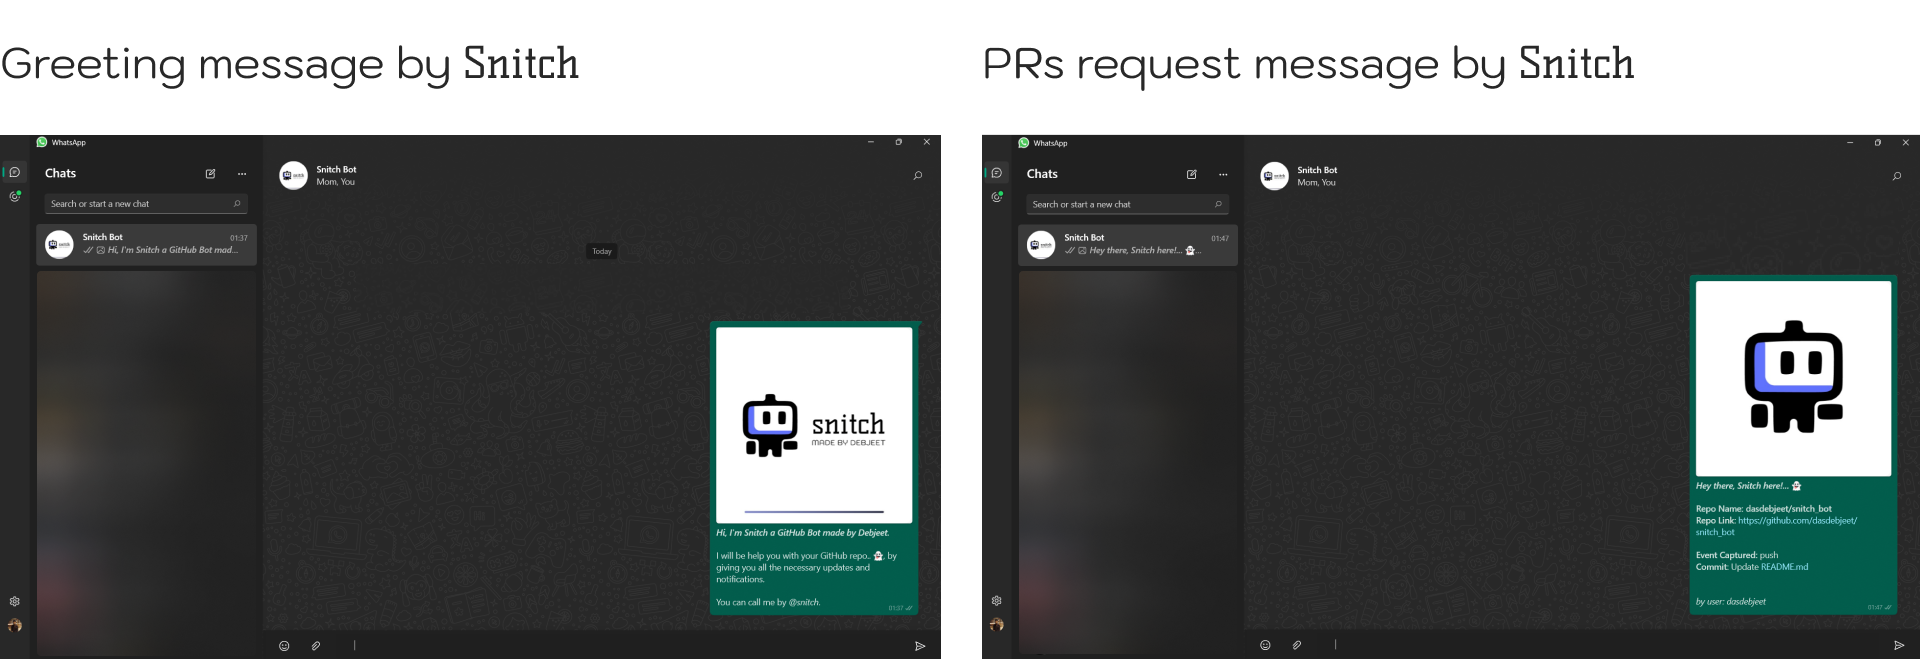 Greeting message by Snitch
WhatsApp
Chats
Search or start a new chat
Snitch Bot
01:37
Hi, I'm Snitch a GitHub Bot mad...
Snitch Bot
Mom, You
Today
snitch
MADE BY DEBJEET
Hi, I'm Snitch a GitHub Bot made by Debjeet.
I will be help you with your GitHub repo.. 👻, by
giving you all the necessary updates and
notifications.
You can call me by @snitch.
01:37
PRs request message by Snitch
WhatsApp
Chats
Search or start a new chat
Snitch Bot
01:47
Hey there, Snitch here!... 👻...
Snitch Bot
Mom, You
Hey there, Snitch here!... 👻
Repo Name: dasdebjeet/snitch_bot
Repo Link: https://github.com/dasdebjeet/
snitch_bot
Event Captured: push
Commit: Update README.md
by user: dasdebjeet
01:47